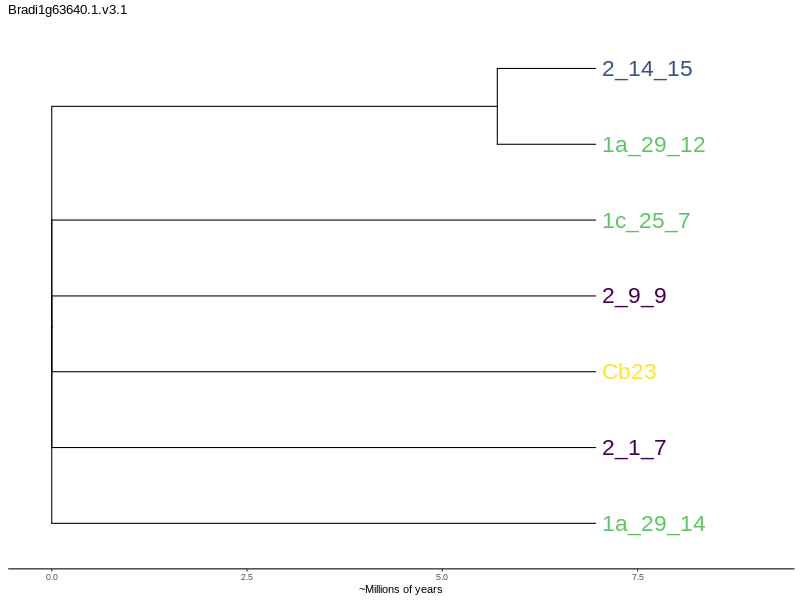 Bradi1g63640.1.v3.1
2_14_15
1a_29_12
1c_25_7
2_9_9
Cb23
2_1_7
1a_29_14
0.0 2.5 5.0 7.5
~Millions of years